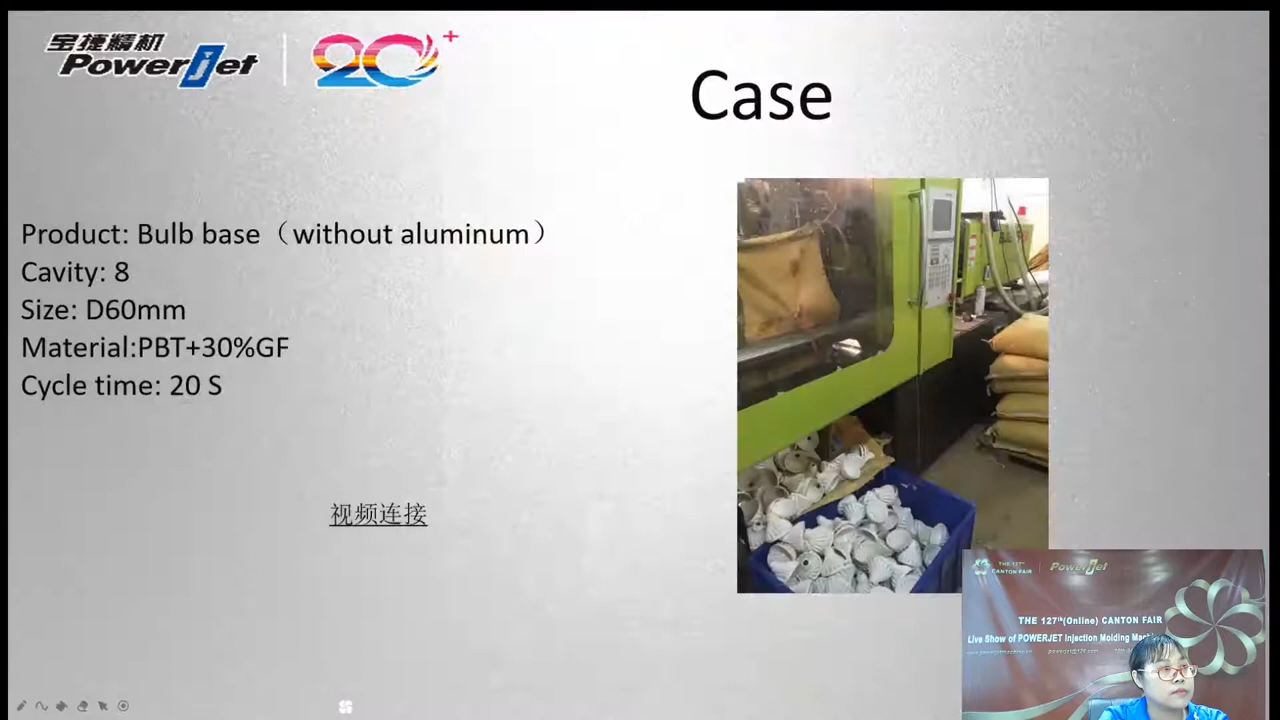 宝捷精机
PowerJet
20+
Case
Product: Bulb base（without aluminum）
Cavity: 8
Size: D60mm
Material:PBT+30%GF
Cycle time: 20 S
视频连接
THE 127th
CANTON FAIR
PowerJet
THE 127th(Online) CANTON FAIR
Live Show of POWERJET Injection Molding